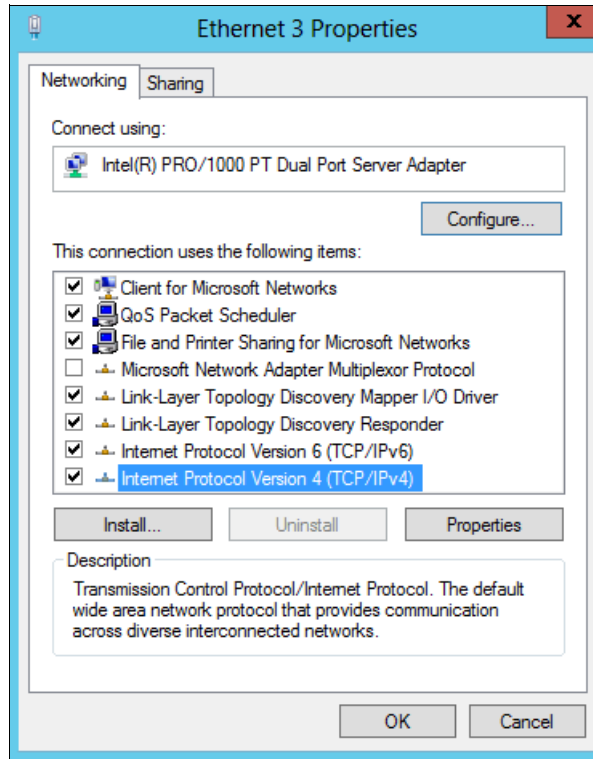 Ethernet 3 Properties
x
Networking Sharing
Connect using:
Intel(R) PRO/1000 PT Dual Port Server Adapter
Configure...
This connection uses the following items:
Client for Microsoft Networks
QoS Packet Scheduler
File and Printer Sharing for Microsoft Networks
Microsoft Network Adapter Multiplexor Protocol
Link-Layer Topology Discovery Mapper I/O Driver
Link-Layer Topology Discovery Responder
Internet Protocol Version 6 (TCP/IPv6)
Internet Protocol Version 4 (TCP/IPv4)
Install... Uninstall Properties
Description
Transmission Control Protocol/Internet Protocol. The default
wide area network protocol that provides communication
across diverse interconnected networks.
OK Cancel